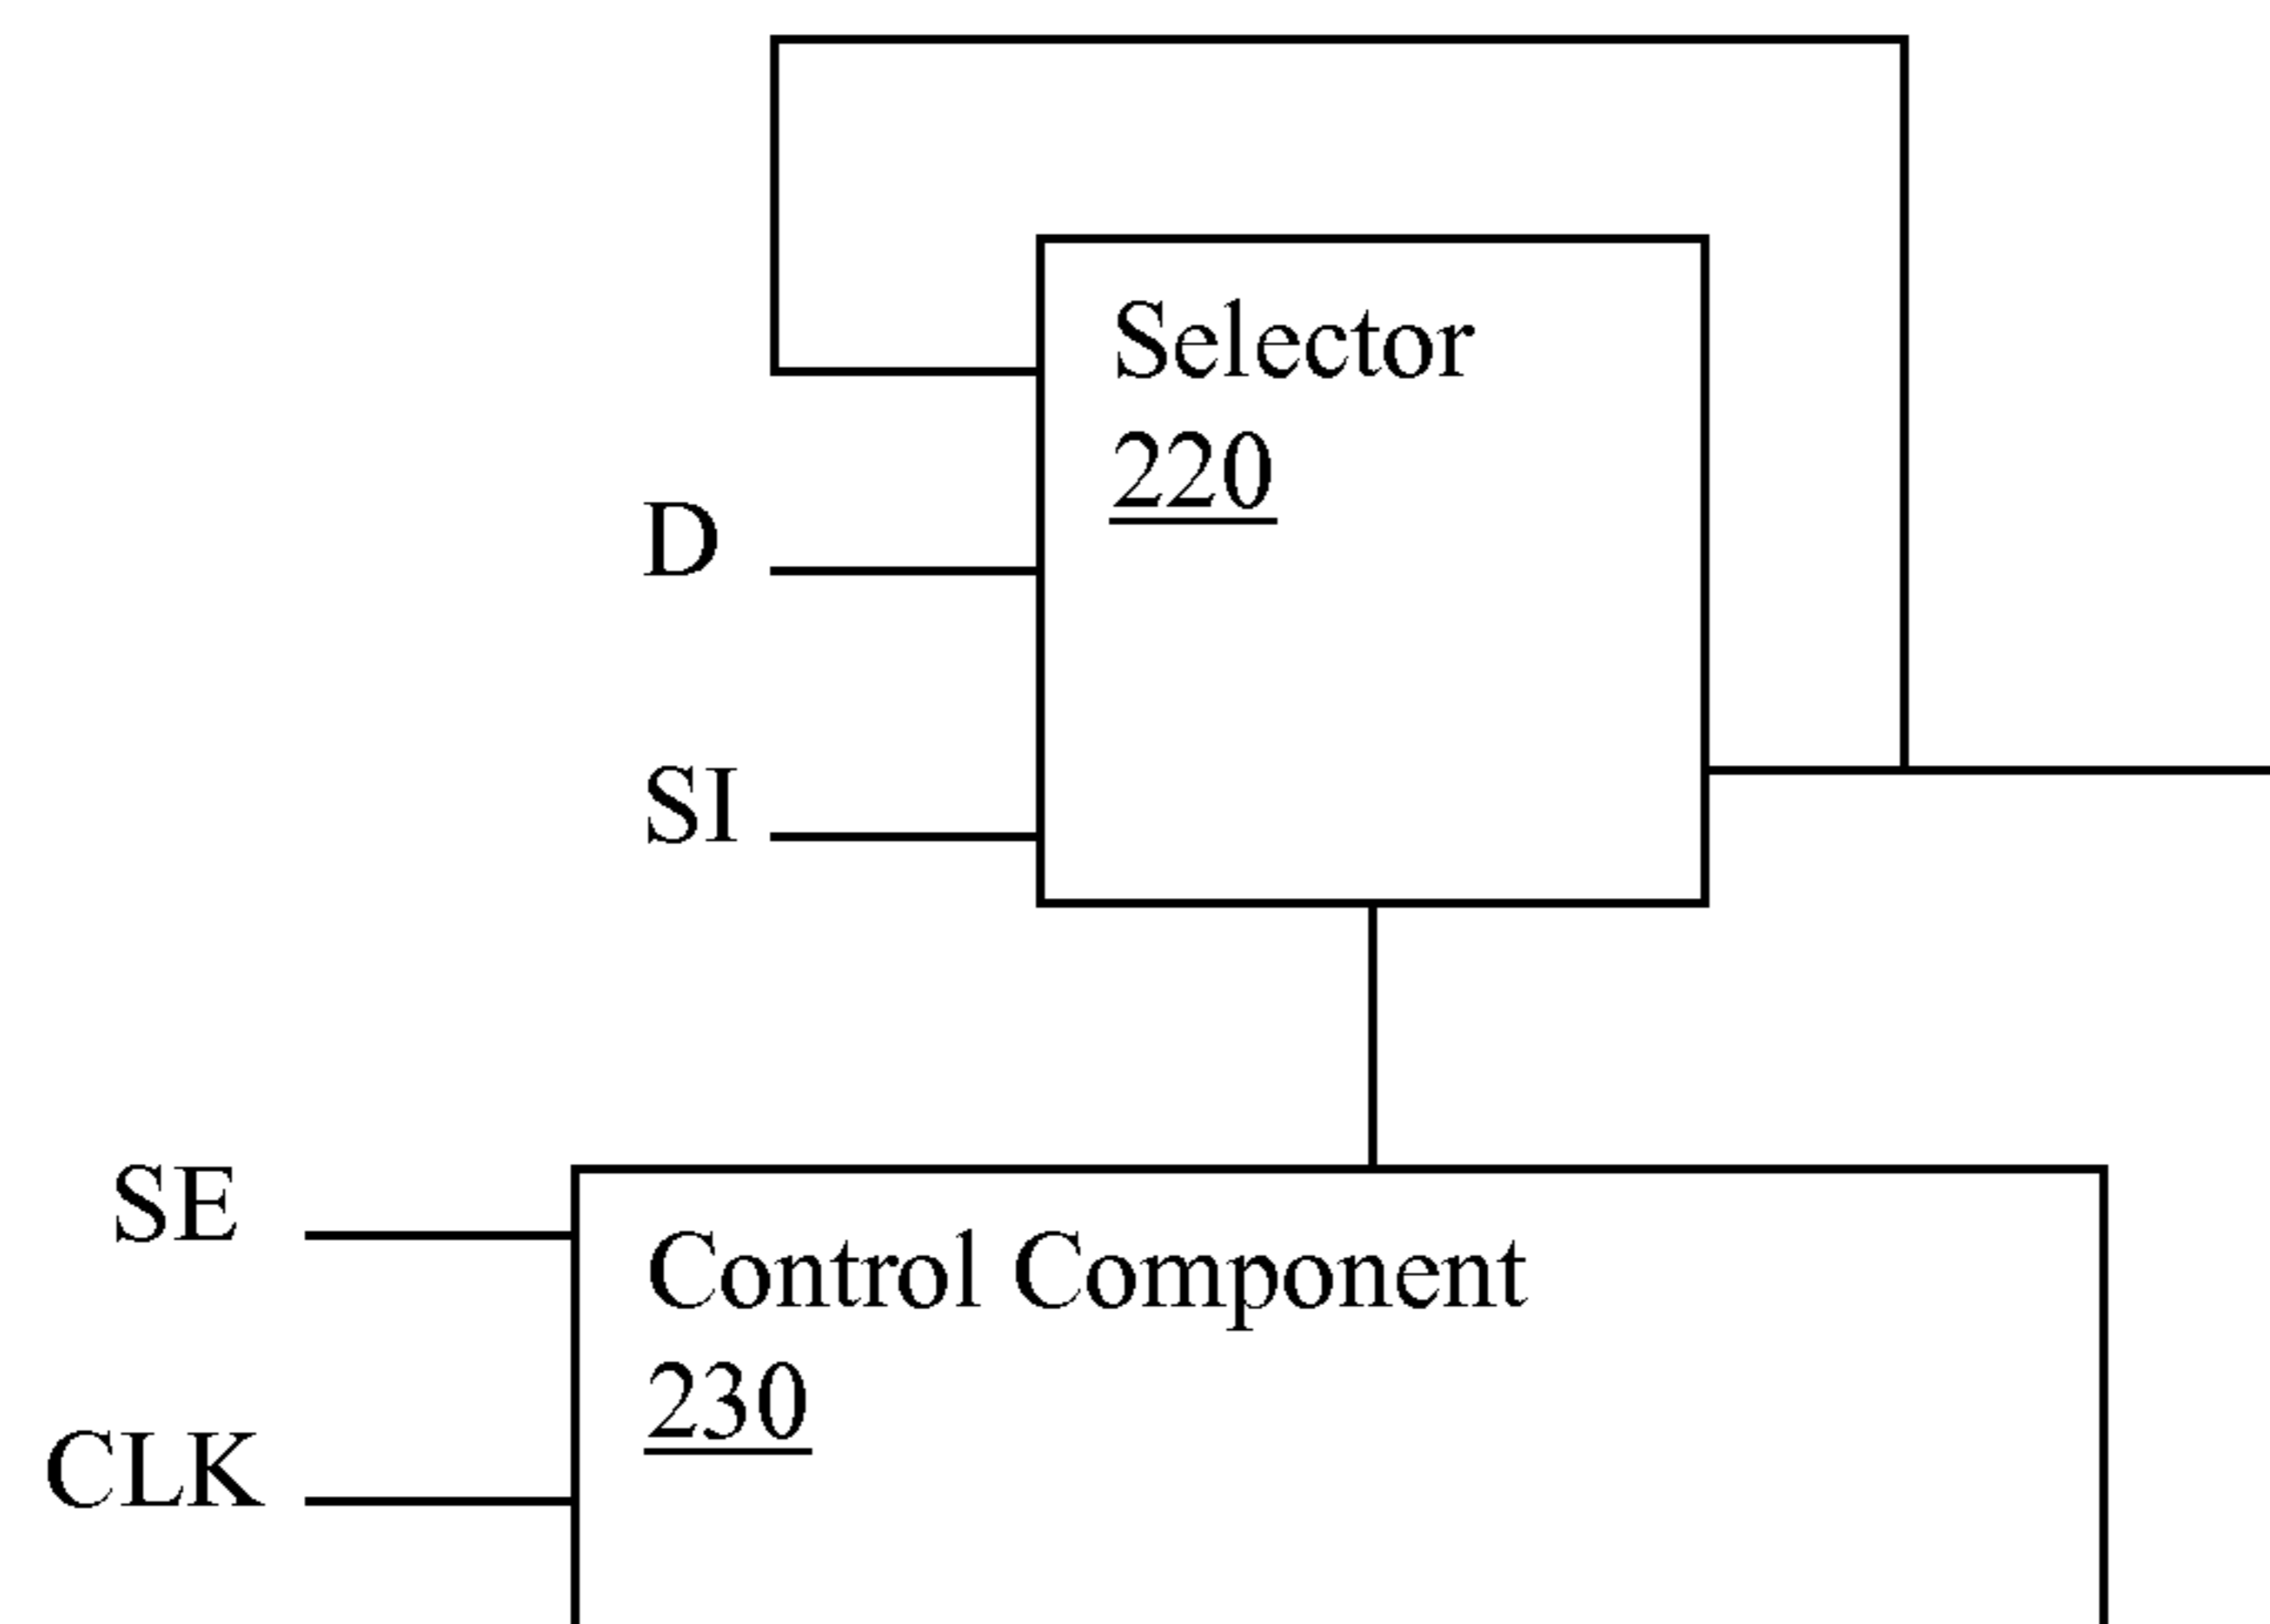 Selector
220
D
SI
SE
Control Component
230
CLK